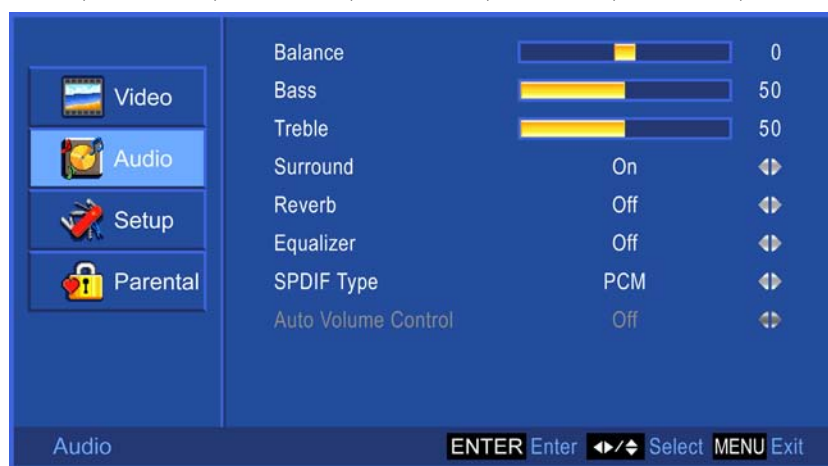 Video
Audio
Setup
Parental
Balance 0
Bass 50
Treble 50
Surround On
Reverb Off
Equalizer Off
SPDIF Type PCM
Auto Volume Control Off
Audio ENTER Enter Select MENU Exit